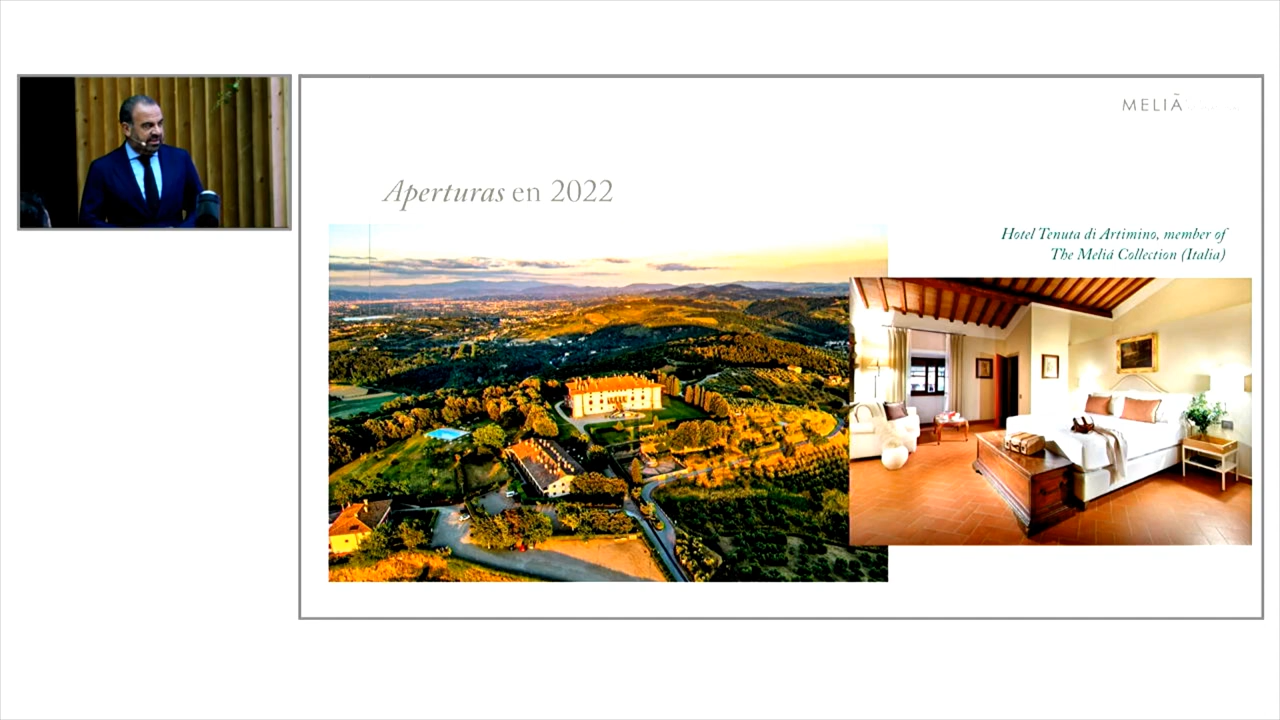 MELIÃ
Aperturas en 2022
Hotel Tenuta di Artimino, member of
The Meliá Collection (Italia)